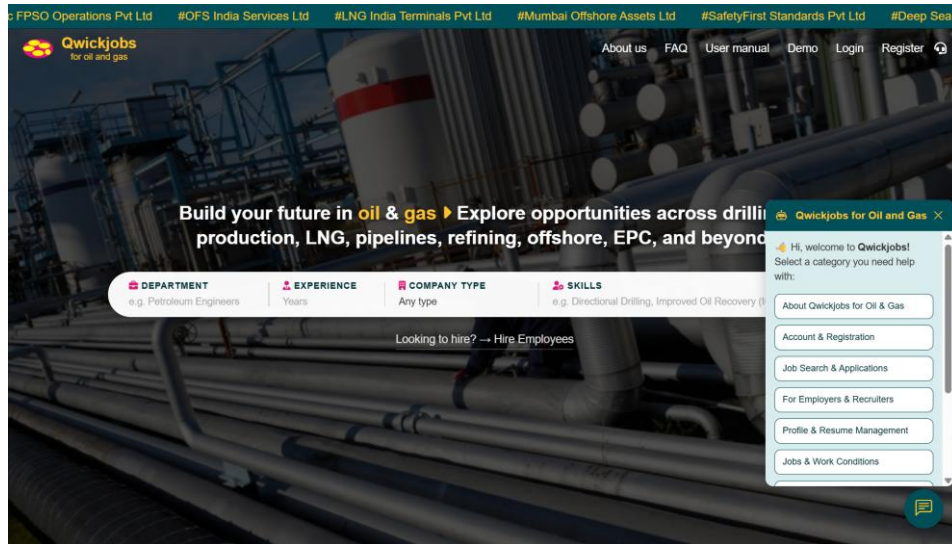 FPSO Operations Pvt Ltd #OFS India Services Ltd #LNG India Terminals Pvt Ltd #Mumbai Offshore Assets Ltd #SafetyFirst Standards Pvt Ltd #Deep Sea
Qwickjobs
for oil and gas
About us FAQ User manual Demo Login Register
Build your future in oil & gas Explore opportunities across
production, LNG, pipelines, refining, offshore, EPC, and beyond
DEPARTMENT EXPERIENCE COMPANY TYPE SKILLS
e.g. Petroleum Engineers Years Any type e.g. Directional Drilling, Improved Oil Recovery
Looking to hire? → Hire Employees
Qwickjobs for Oil and Gas
Hi, welcome to Qwickjobs!
Select a category you need help
with:
About Qwickjobs for Oil & Gas
Account & Registration
Job Search & Applications
For Employers & Recruiters
Profile & Resume Management
Jobs & Work Conditions